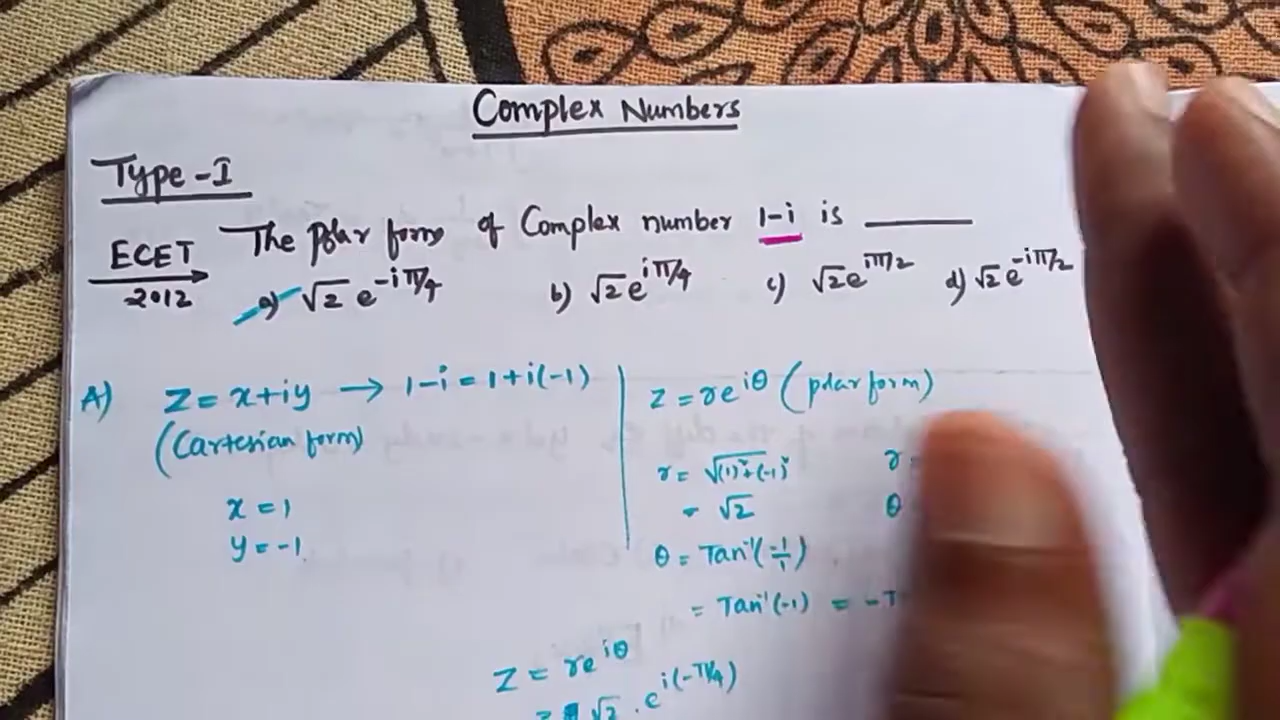 Complex Numbers
Type-I
ECET 2012 The Polar form of Complex number 1-i is ______
a) √2 e^{-iπ/4} b) √2 e^{iπ/4} c) √2 e^{iπ/2} d) √2 e^{-iπ/2}
A) z = x+iy → 1-i = 1+i(-1)
(Cartesian form)
x = 1
y = -1
z = re^{iθ} (polar form)
r = √(1)²+(-1)² r =
= √2 θ
θ = Tan⁻¹(-1/1)
= Tan⁻¹(-1) = -π
z = re^{iθ}
= √2 . e^{i(-π/4)}